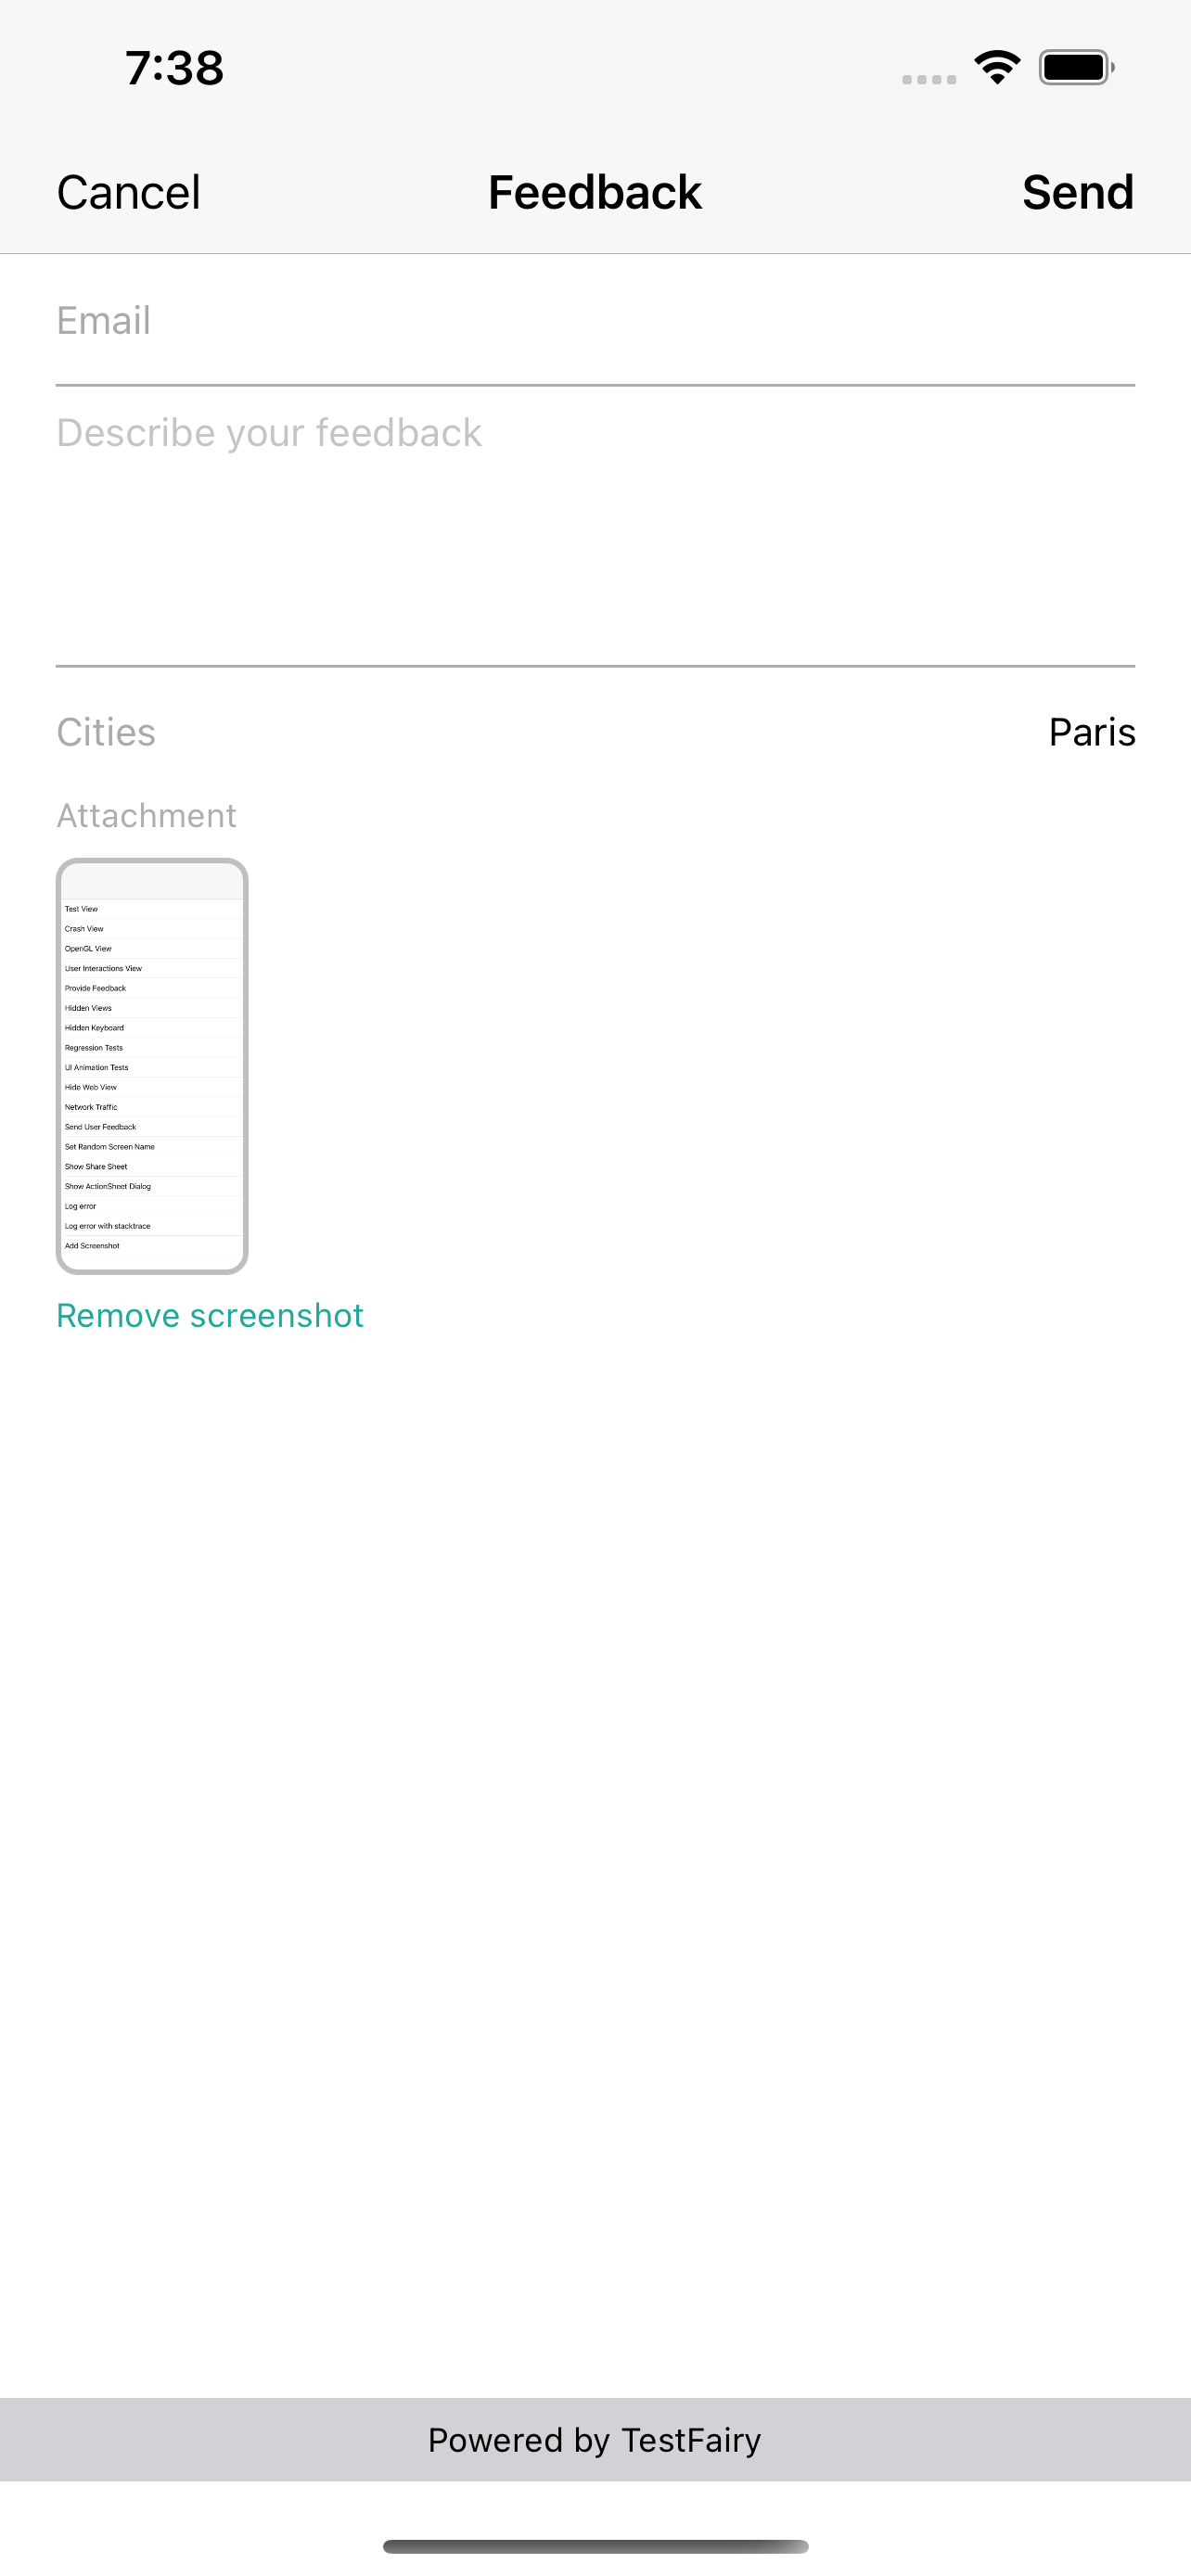 7:38
Cancel Feedback Send
Email
Describe your feedback
Cities Paris
Attachment
Test View
Crash View
OpenGL View
User Interactions View
Provide Feedback
Hidden Views
Hidden Keyboard
Regression Tests
UI Animation Tests
Hide Web View
Network Traffic
Send User Feedback
Set Random Screen Name
Show Share Sheet
Show ActionSheet Dialog
Log error
Log error with stacktrace
Add Screenshot
Remove screenshot
Powered by TestFairy